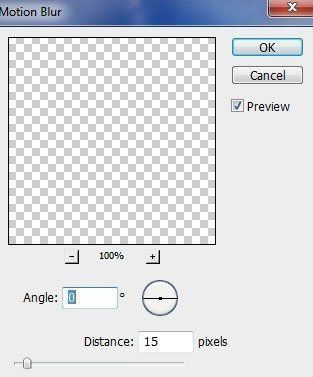 Motion Blur
OK
Cancel
Preview
100%
Angle: 0 °
Distance: 15 pixels